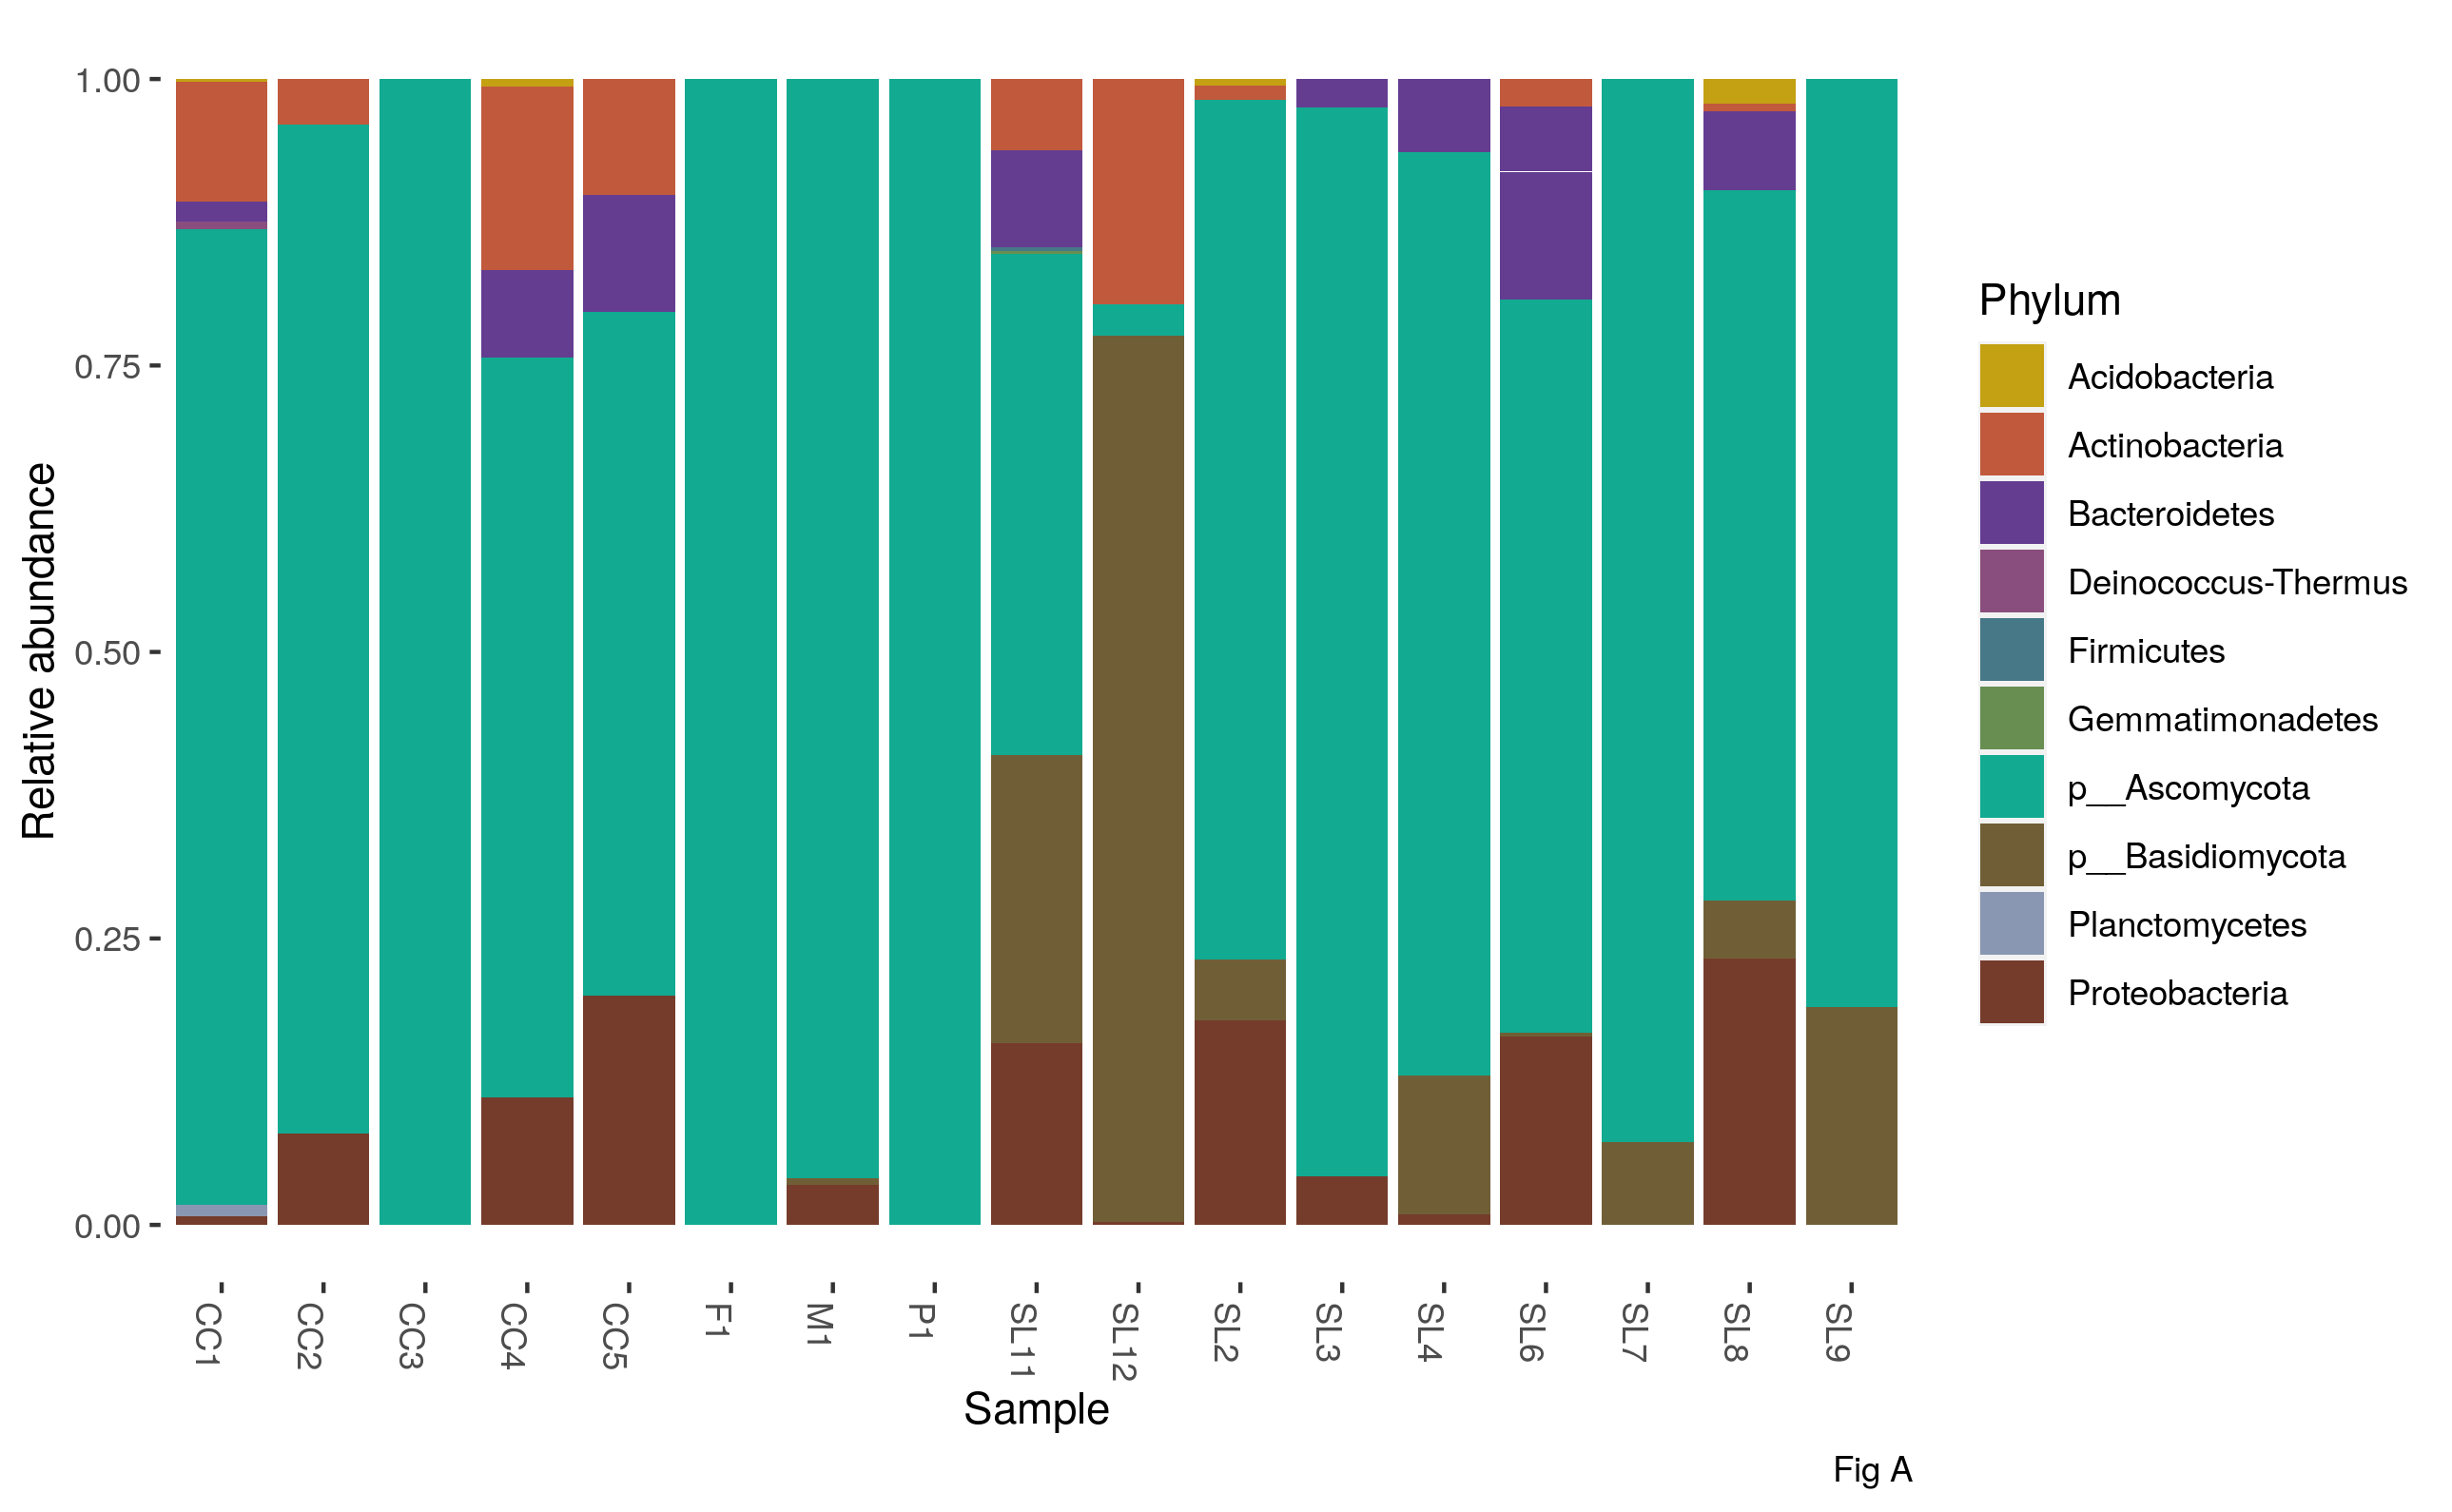 1.00
0.75
0.50
0.25
0.00
Relative abundance
CC1
CC2
CC3
CC4
CC5
F1
M1
P1
SL11
SL12
SL2
SL3
SL4
SL6
SL7
SL8
SL9
Sample
Phylum
Acidobacteria
Actinobacteria
Bacteroidetes
Deinococcus-Thermus
Firmicutes
Gemmatimonadetes
p__Ascomycota
p__Basidiomycota
Planctomycetes
Proteobacteria
Fig A